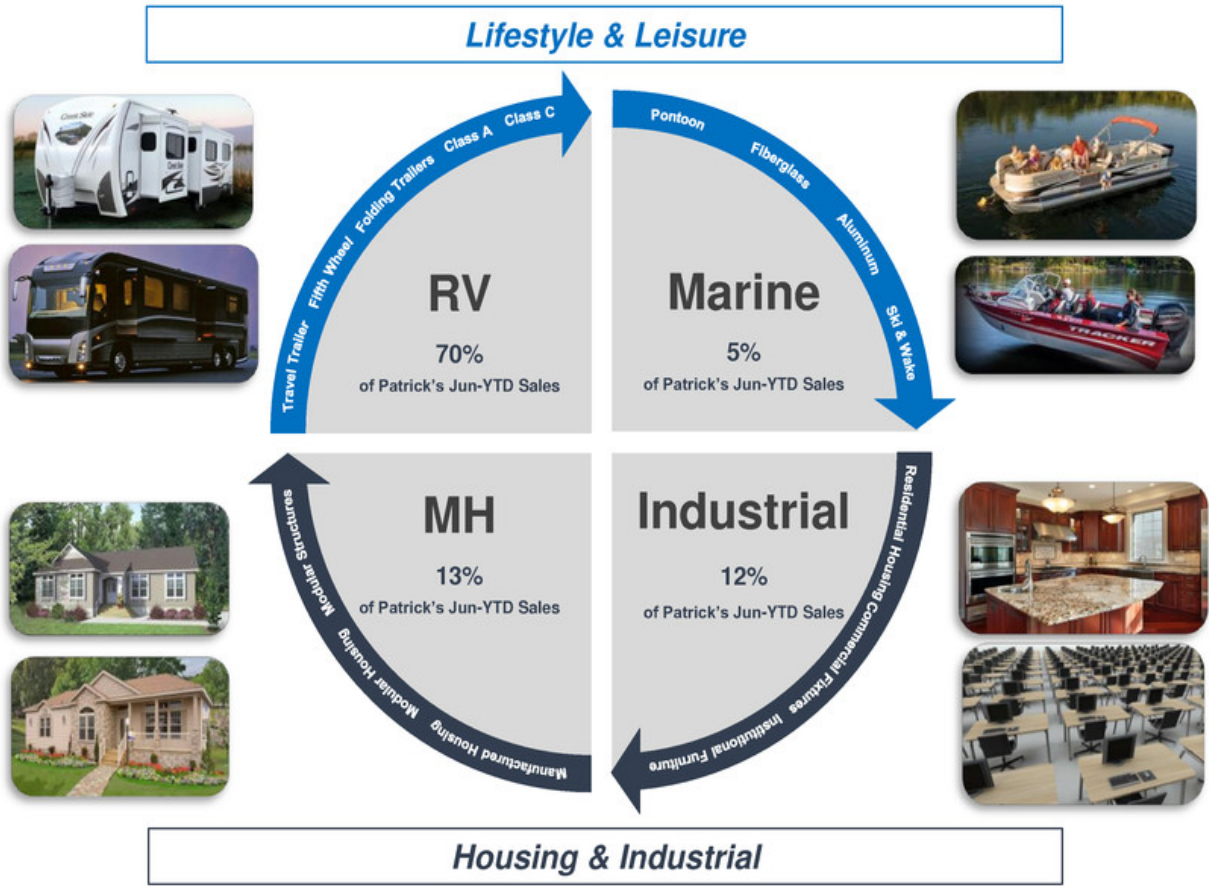 Lifestyle & Leisure
Travel Trailer Fifth Wheel Folding Trailers Class A Class C
Pontoon Fiberglass Aluminum Ski & Wake
RV
70%
of Patrick's Jun-YTD Sales
Marine
5%
of Patrick's Jun-YTD Sales
TRACKER
MH
13%
of Patrick's Jun-YTD Sales
Industrial
12%
of Patrick's Jun-YTD Sales
Residential Housing Commercial Fixtures Institutional Furniture
Manufactured Housing Modular Housing Modular Structures
Housing & Industrial